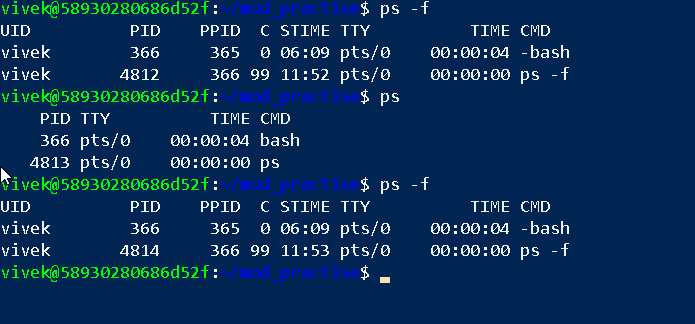 vivek@58930280686d52f:~/mod_practise$ ps -f
UID          PID    PPID  C STIME TTY          TIME CMD
vivek        366     365  0 06:09 pts/0    00:00:04 -bash
vivek       4812     366 99 11:52 pts/0    00:00:00 ps -f
vivek@58930280686d52f:~/mod_practise$ ps
    PID TTY          TIME CMD
    366 pts/0    00:00:04 bash
   4813 pts/0    00:00:00 ps
vivek@58930280686d52f:~/mod_practise$ ps -f
UID          PID    PPID  C STIME TTY          TIME CMD
vivek        366     365  0 06:09 pts/0    00:00:04 -bash
vivek       4814     366 99 11:53 pts/0    00:00:00 ps -f
vivek@58930280686d52f:~/mod_practise$